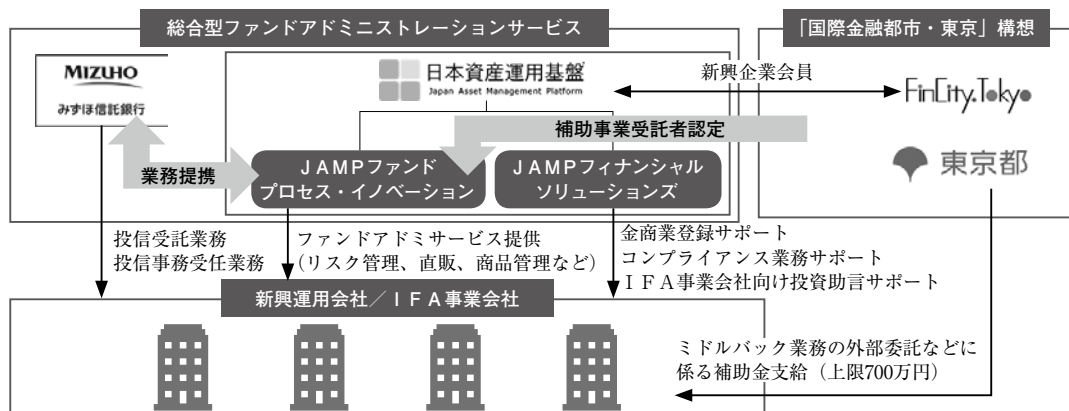 総合型ファンドアドミニストレーションサービス
「国際金融都市・東京」構想
MIZUHO
みずほ信託銀行
日本資産運用基盤
Japan Asset Management Platform
新興企業会員
FinCity.Tokyo
補助事業受託者認定
東京都
業務提携
JAMPファンド
プロセス・イノベーション
JAMPフィナンシャル
ソリューションズ
投信受託業務
投信事務受任業務
ファンドアドミサービス提供
(リスク管理、直販、商品管理など)
金商業登録サポート
コンプライアンス業務サポート
IFA事業会社向け投資助言サポート
新興運用会社/IFA事業会社
ミドルバック業務の外部委託などに
係る補助金支給(上限700万円)